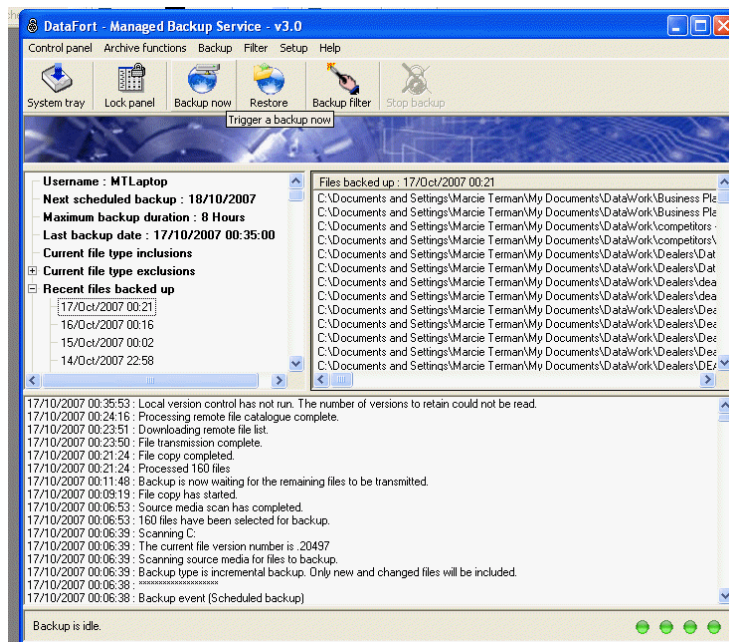 DataFort - Managed Backup Service - v3.0
Control panel Archive functions Backup Filter Setup Help
System tray Lock panel Backup now Restore Backup filter Stop backup
Trigger a backup now
Username : MTLaptop
Next scheduled backup : 18/10/2007
Maximum backup duration : 8 Hours
Last backup date : 17/10/2007 00:35:00
Current file type inclusions
Current file type exclusions
Recent files backed up
17/Oct/2007 00:21
16/Oct/2007 00:16
15/Oct/2007 00:02
14/Oct/2007 22:58
Files backed up : 17/Oct/2007 00:21
C:\Documents and Settings\Marcie Terman\My Documents\DataWork\Business Pla
C:\Documents and Settings\Marcie Terman\My Documents\DataWork\Business Pla
C:\Documents and Settings\Marcie Terman\My Documents\DataWork\competitors -
C:\Documents and Settings\Marcie Terman\My Documents\DataWork\competitors\
C:\Documents and Settings\Marcie Terman\My Documents\DataWork\Dealers\Dat
C:\Documents and Settings\Marcie Terman\My Documents\DataWork\Dealers\Dat
C:\Documents and Settings\Marcie Terman\My Documents\DataWork\Dealers\dea
C:\Documents and Settings\Marcie Terman\My Documents\DataWork\Dealers\dea
C:\Documents and Settings\Marcie Terman\My Documents\DataWork\Dealers\Dea
C:\Documents and Settings\Marcie Terman\My Documents\DataWork\Dealers\Dea
C:\Documents and Settings\Marcie Terman\My Documents\DataWork\Dealers\Dea
C:\Documents and Settings\Marcie Terman\My Documents\DataWork\Dealers\Dea
C:\Documents and Settings\Marcie Terman\My Documents\DataWork\Dealers\DEA
17/10/2007 00:35:53 : Local version control has not run. The number of versions to retain could not be read.
17/10/2007 00:24:16 : Processing remote file catalogue complete.
17/10/2007 00:23:51 : Downloading remote file list.
17/10/2007 00:23:50 : File transmission complete.
17/10/2007 00:21:24 : File copy completed.
17/10/2007 00:21:24 : Processed 160 files
17/10/2007 00:11:48 : Backup is now waiting for the remaining files to be transmitted.
17/10/2007 00:09:19 : File copy has started.
17/10/2007 00:06:53 : Source media scan has completed.
17/10/2007 00:06:53 : 160 files have been selected for backup.
17/10/2007 00:06:39 : Scanning C:
17/10/2007 00:06:39 : The current file version number is .20497
17/10/2007 00:06:39 : Scanning source media for files to backup.
17/10/2007 00:06:39 : Backup type is incremental backup. Only new and changed files will be included.
17/10/2007 00:06:38 : ********************
17/10/2007 00:06:38 : Backup event (Scheduled backup)
Backup is idle.